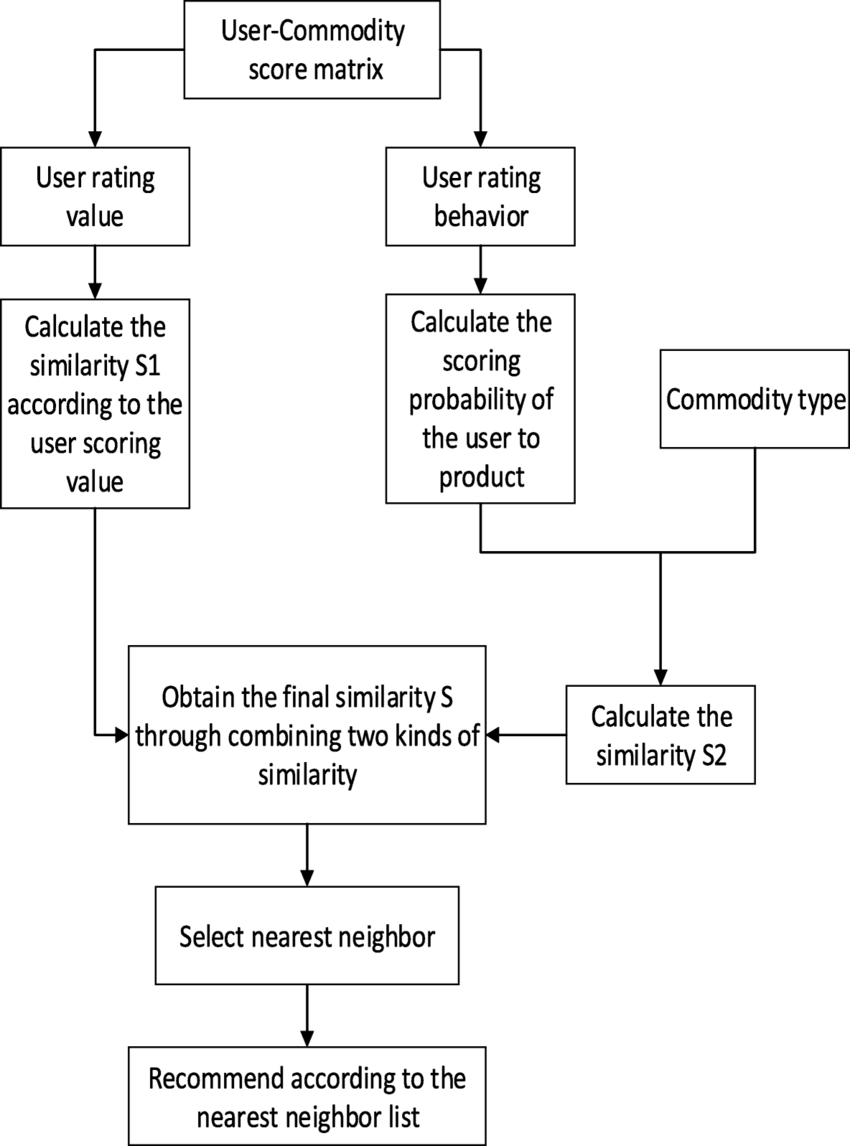 User-Commodity
score matrix
User rating
value
User rating
behavior
Calculate the
similarity S1
according to the
user scoring
value
Calculate the
scoring
probability of
the user to
product
Commodity type
Obtain the final similarity S
through combining two kinds of
similarity
Calculate the
similarity S2
Select nearest neighbor
Recommend according to the
nearest neighbor list